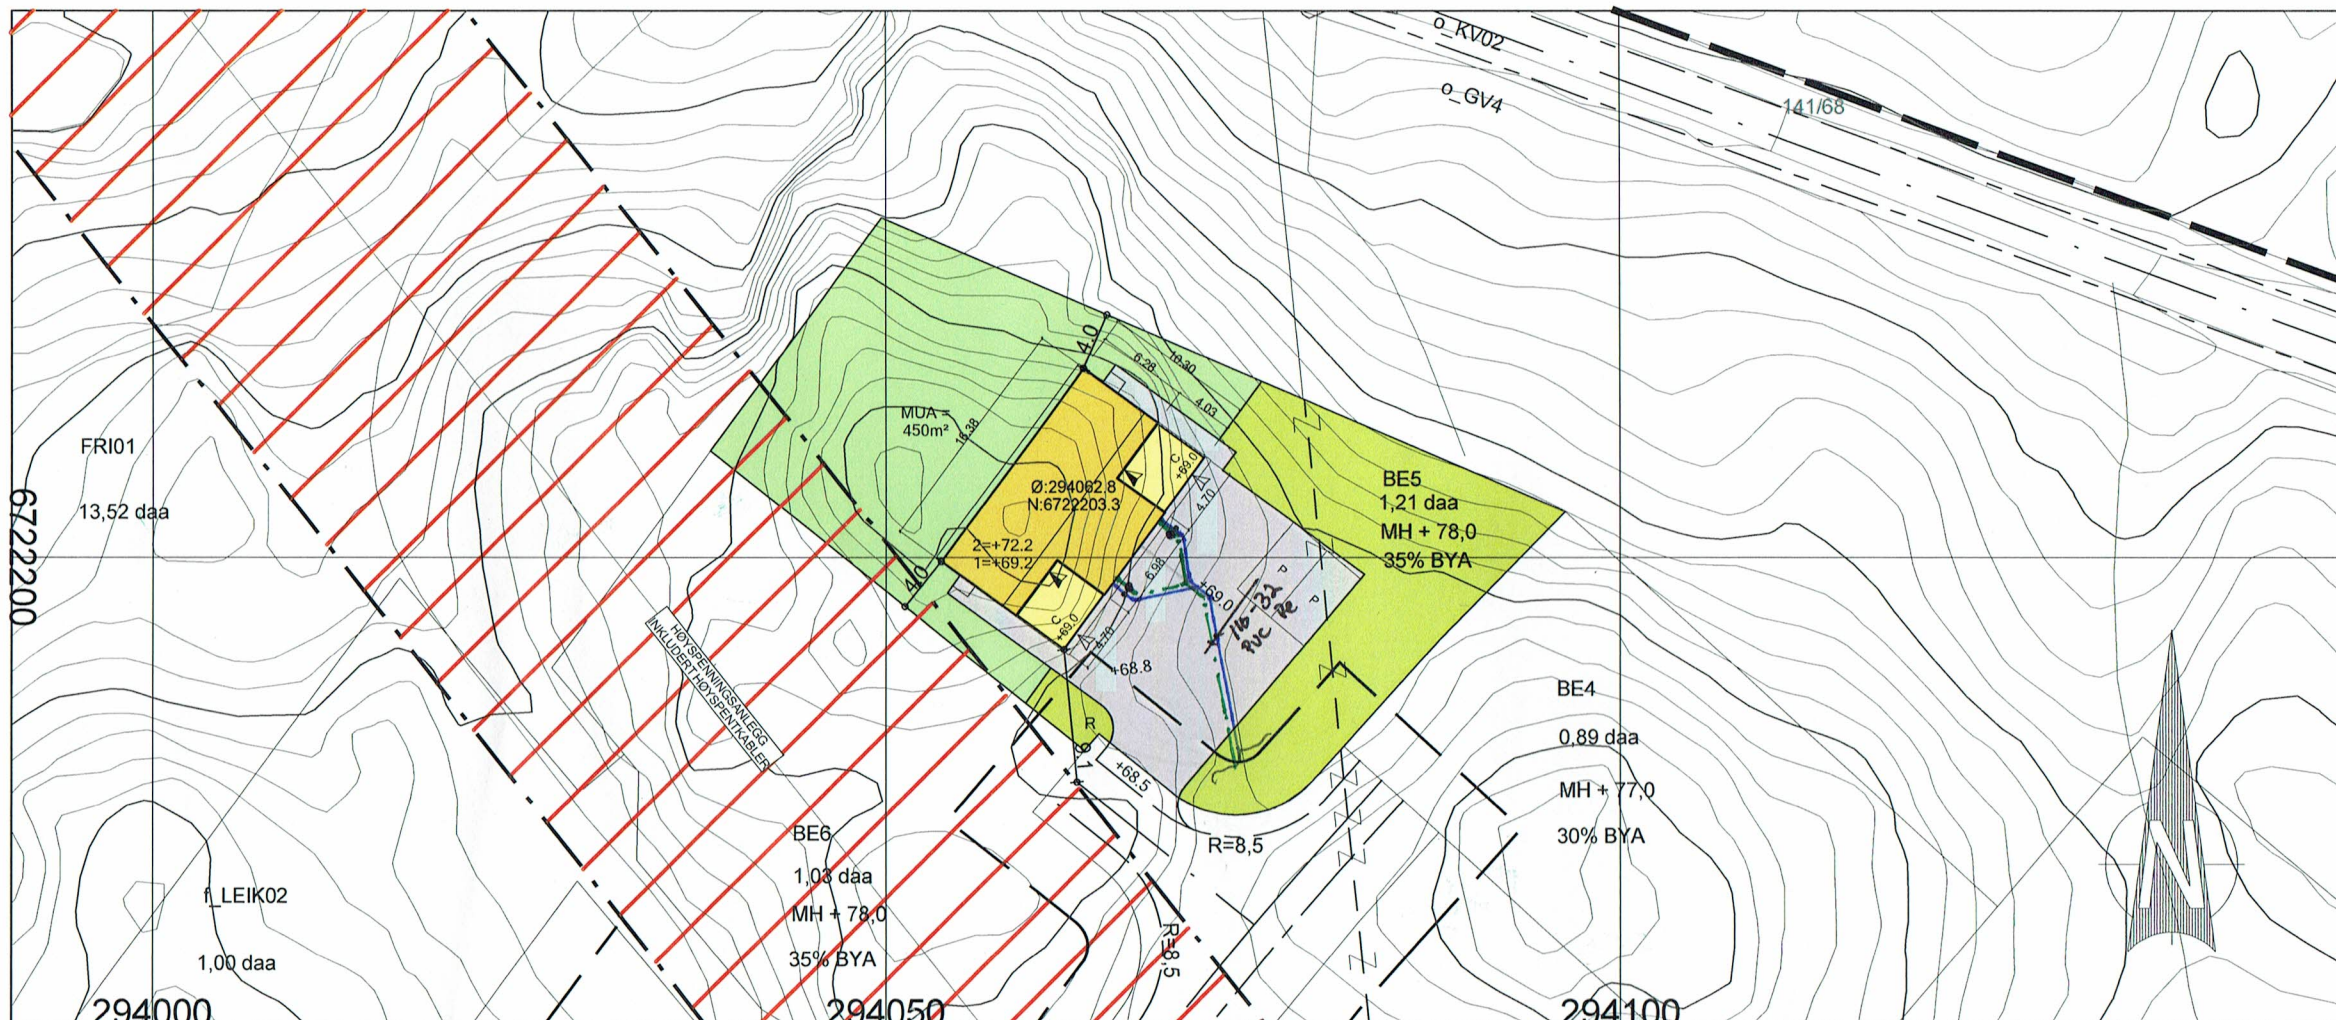 o_KV02
o_GV4
141/68
4.0
6.28
10.30
4.03
MUA =
450m²
16.38
FRI01
13,52 daa
6722200
C
+69.0
4.70
Ø:294062.8
N:6722203.3
BE5
1,21 daa
MH + 78,0
35% BYA
2=+72.2
1=+69.2
4.0
6.98
+69.0
P
P
110-32
PVC Pe
C
+69.0
4.70
+68.8
HØYSPENNINGSANLEGG
INKLUDERT HØYSPENTKABLER
R
+68.5
BE4
0,89 daa
MH + 77,0
30% BYA
R=8,5
BE6
1,03 daa
MH + 78,0
35% BYA
R=8,5
f_LEIK02
1,00 daa
N
294000
294050
294100